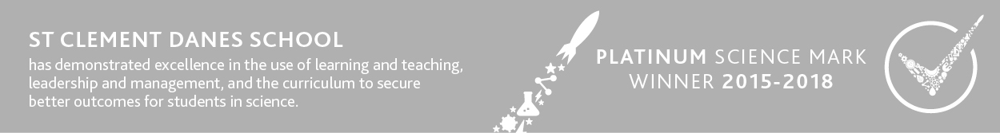 ST CLEMENT DANES SCHOOL
has demonstrated excellence in the use of learning and teaching,
leadership and management, and the curriculum to secure
better outcomes for students in science.
PLATINUM SCIENCE MARK
WINNER 2015-2018